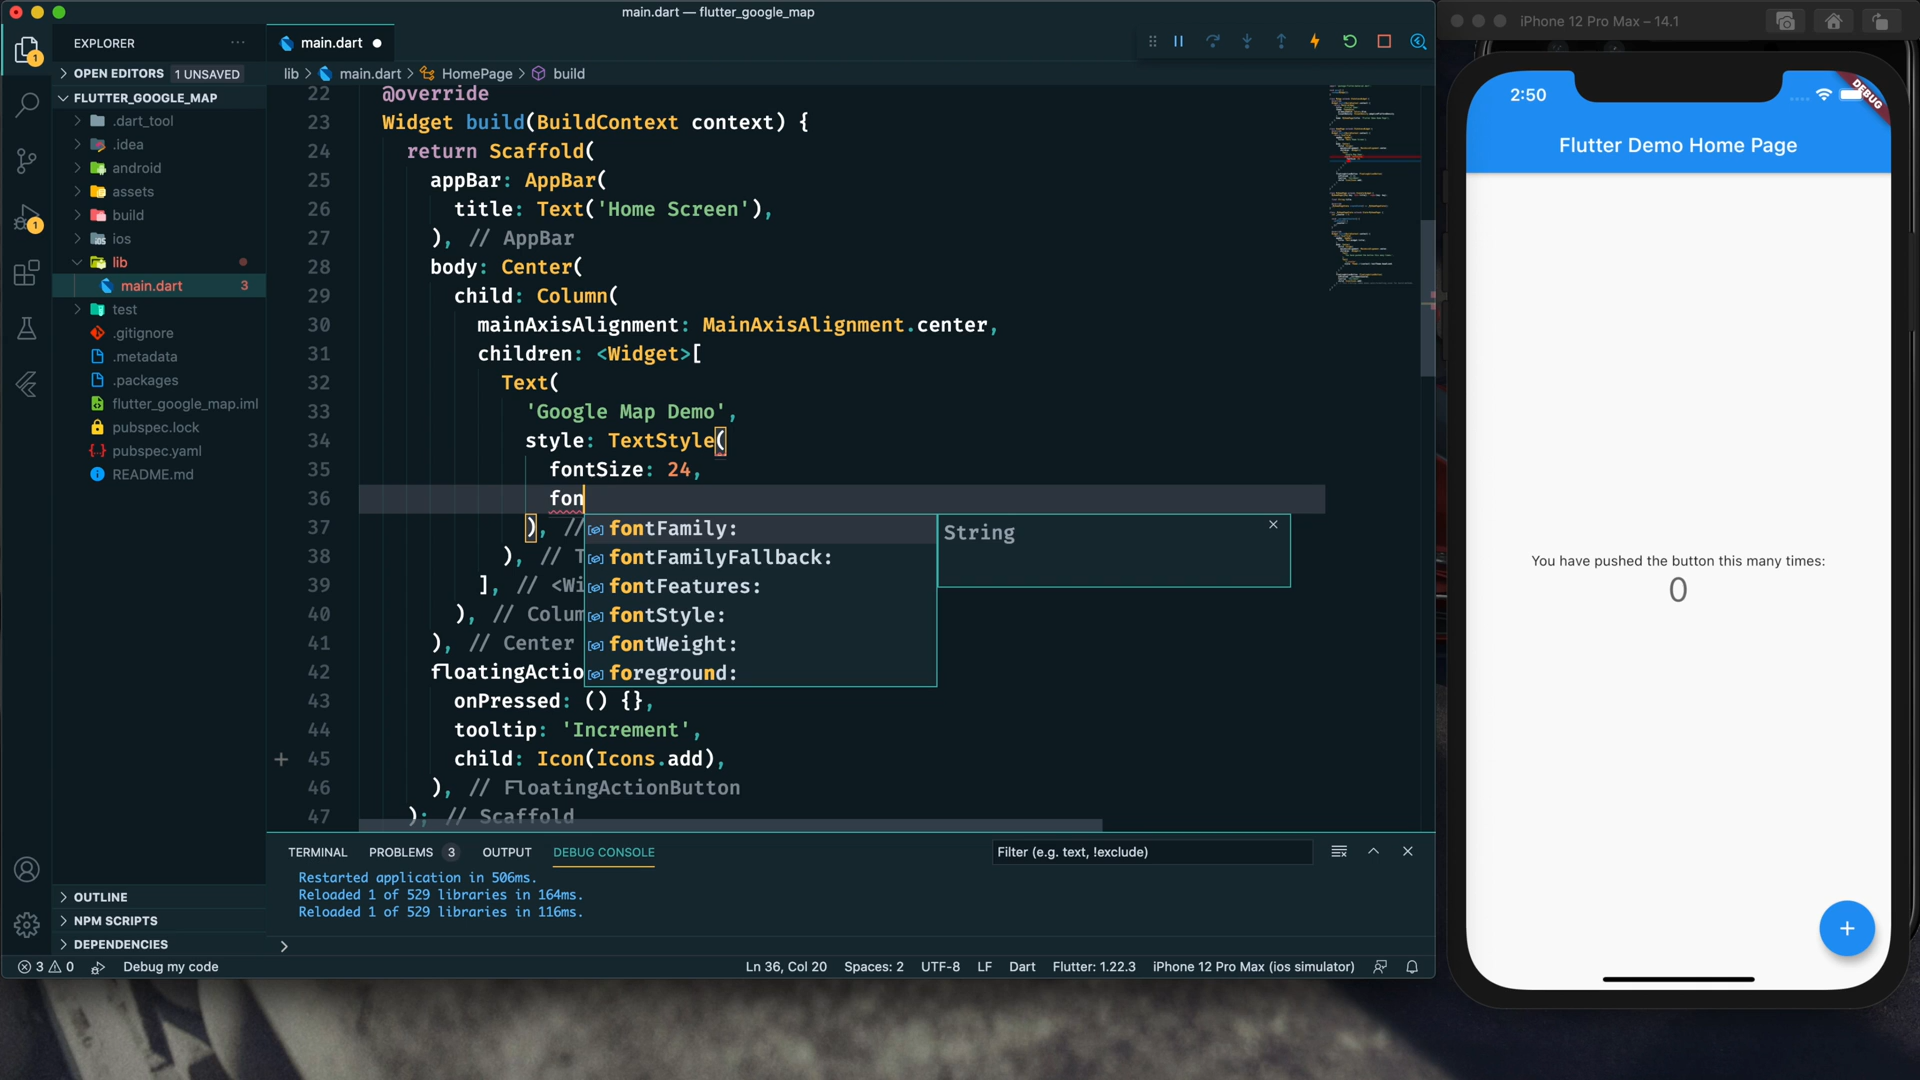 main.dart — flutter_google_map
iPhone 12 Pro Max – 14.1
EXPLORER
main.dart
OPEN EDITORS 1 UNSAVED
lib > main.dart > HomePage > build
FLUTTER_GOOGLE_MAP
.dart_tool
.idea
android
assets
build
ios
lib
main.dart 3
test
.gitignore
.metadata
.packages
flutter_google_map.iml
pubspec.lock
pubspec.yaml
README.md
OUTLINE
NPM SCRIPTS
DEPENDENCIES
1
1
22 @override
23 Widget build(BuildContext context) {
24 return Scaffold(
25 appBar: AppBar(
26 title: Text('Home Screen'),
27 ), // AppBar
28 body: Center(
29 child: Column(
30 mainAxisAlignment: MainAxisAlignment.center,
31 children: <Widget>[
32 Text(
33 'Google Map Demo',
34 style: TextStyle(
35 fontSize: 24,
36 fon
37 ), //
38 ), // T
39 ], // <Wi
40 ), // Colum
41 ), // Center
42 floatingActio
43 onPressed: () {},
44 tooltip: 'Increment',
45 child: Icon(Icons.add),
46 ), // FloatingActionButton
47 ); // Scaffold
fontFamily:
fontFamilyFallback:
fontFeatures:
fontStyle:
fontWeight:
foreground:
String
TERMINAL PROBLEMS 3 OUTPUT DEBUG CONSOLE
Filter (e.g. text, !exclude)
Restarted application in 506ms.
Reloaded 1 of 529 libraries in 164ms.
Reloaded 1 of 529 libraries in 116ms.
3 0 Debug my code Ln 36, Col 20 Spaces: 2 UTF-8 LF Dart Flutter: 1.22.3 iPhone 12 Pro Max (ios simulator)
2:50
DEBUG
Flutter Demo Home Page
You have pushed the button this many times:
0